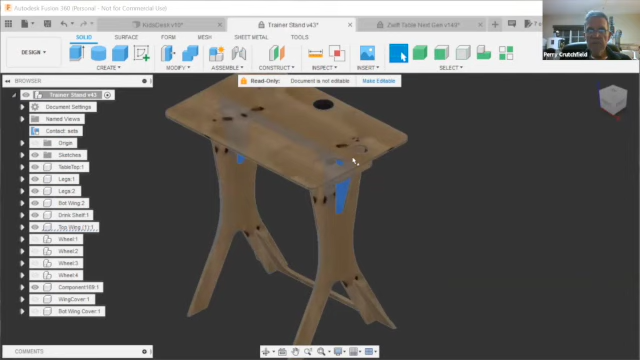 Autodesk Fusion 360 (Personal - Not for Commercial Use)
KidsDesk v10*
Trainer Stand v43*
Zwift Table Next Gen v148*
SOLID
SURFACE
MESH
SHEET METAL
TOOLS
DESIGN
CREATE
MODIFY
ASSEMBLE
CONSTRUCT
INSPECT
INSERT
SELECT
Perry Crutchfield
BROWSER
Read-Only:
Document is not editable
Make Editable
Trainer Stand v43
Document Settings
Named Views
Contact: sets
Origin
Sketches
TableTop:1
Legs:1
Legs:2
Bot Wing:2
Drink Shelf:1
Top Wing (1):1
Wheel:1
Wheel:2
Wheel:3
Wheel:4
Component169:1
WingCover:1
Bot Wing Cover:1
COMMENTS